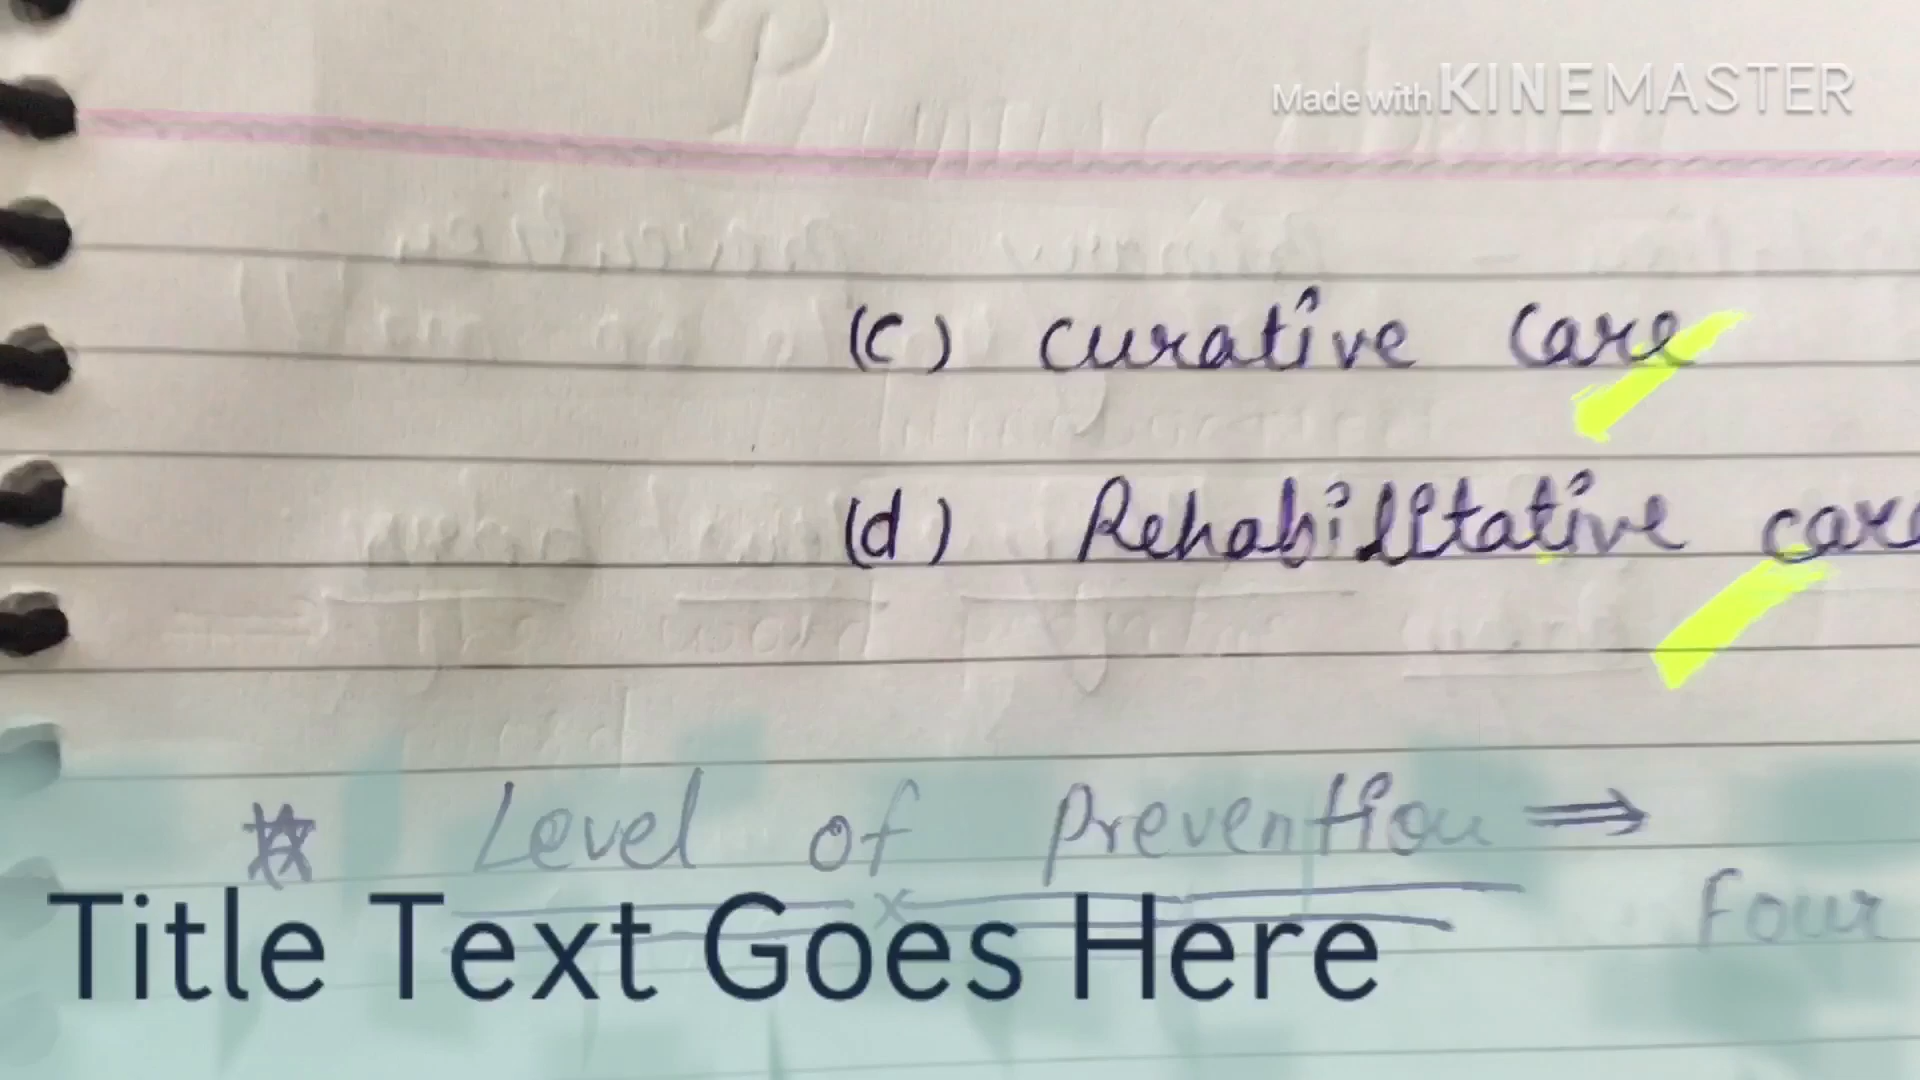 Made with KINEMASTER
(c) curative care
(d) Rehabilitative care
Level of Prevention ⇒
Four
Title Text Goes Here